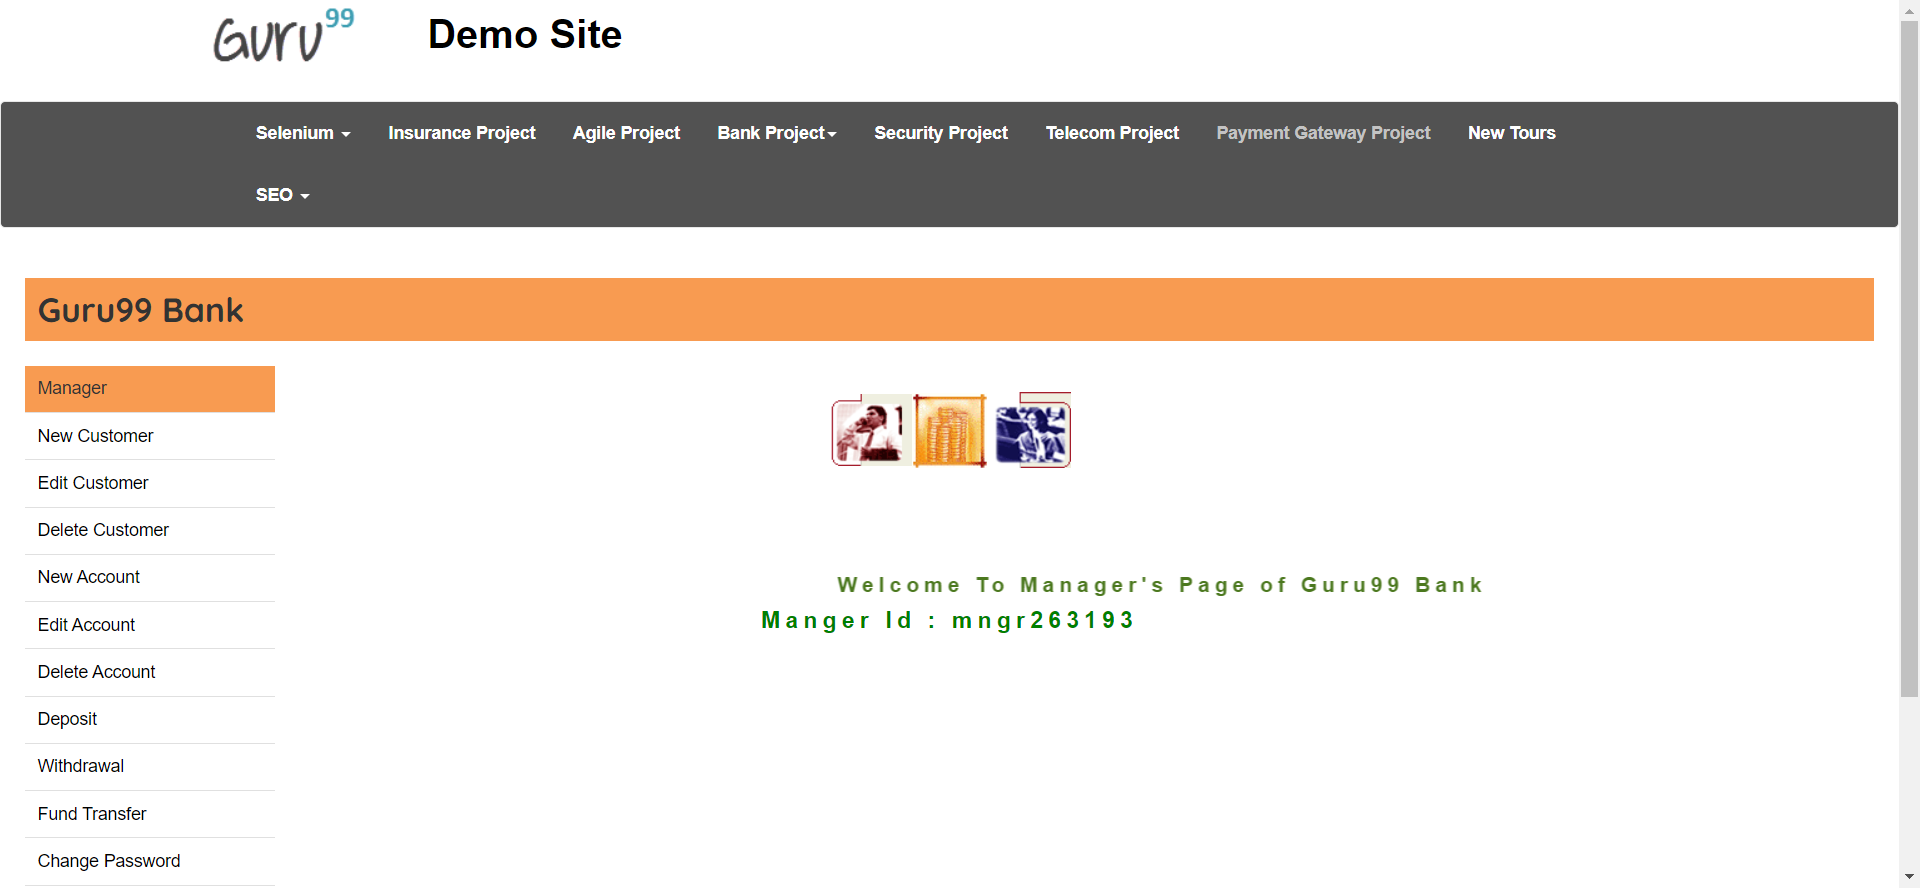 Guru99 Demo Site
Selenium Insurance Project Agile Project Bank Project Security Project Telecom Project Payment Gateway Project New Tours
SEO
Guru99 Bank
Manager
New Customer
Edit Customer
Delete Customer
New Account
Edit Account
Delete Account
Deposit
Withdrawal
Fund Transfer
Change Password
Welcome To Manager's Page of Guru99 Bank
Manger Id : mngr263193